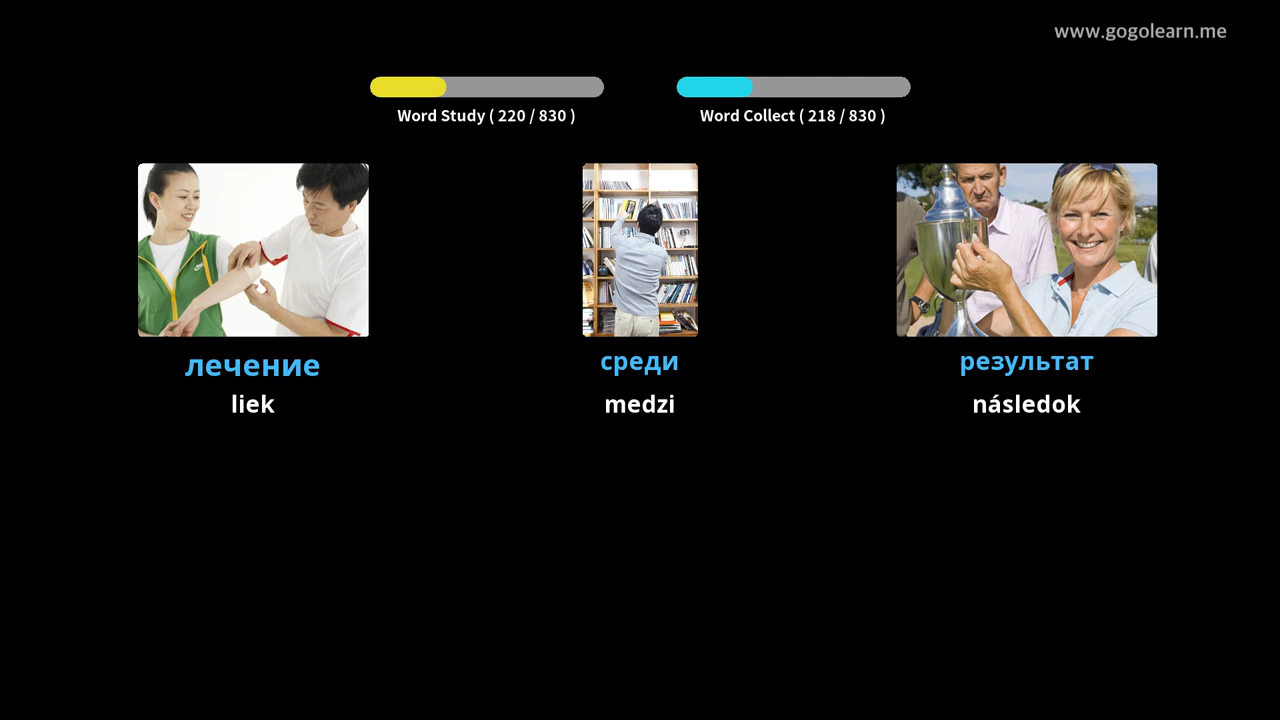 www.gogolearn.me
Word Study ( 220 / 830 )
Word Collect ( 218 / 830 )
лечение
liek
среди
medzi
результат
následok